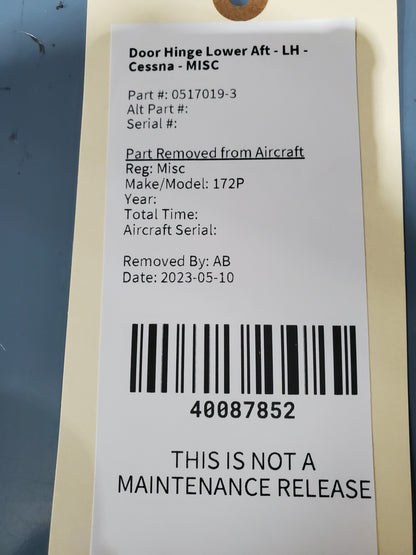 Door Hinge Lower Aft - LH -
Cessna - MISC
Part #: 0517019-3
Alt Part #:
Serial #:
Part Removed from Aircraft
Reg: Misc
Make/Model: 172P
Year:
Total Time:
Aircraft Serial:
Removed By: AB
Date: 2023-05-10
40087852
THIS IS NOT A
MAINTENANCE RELEASE